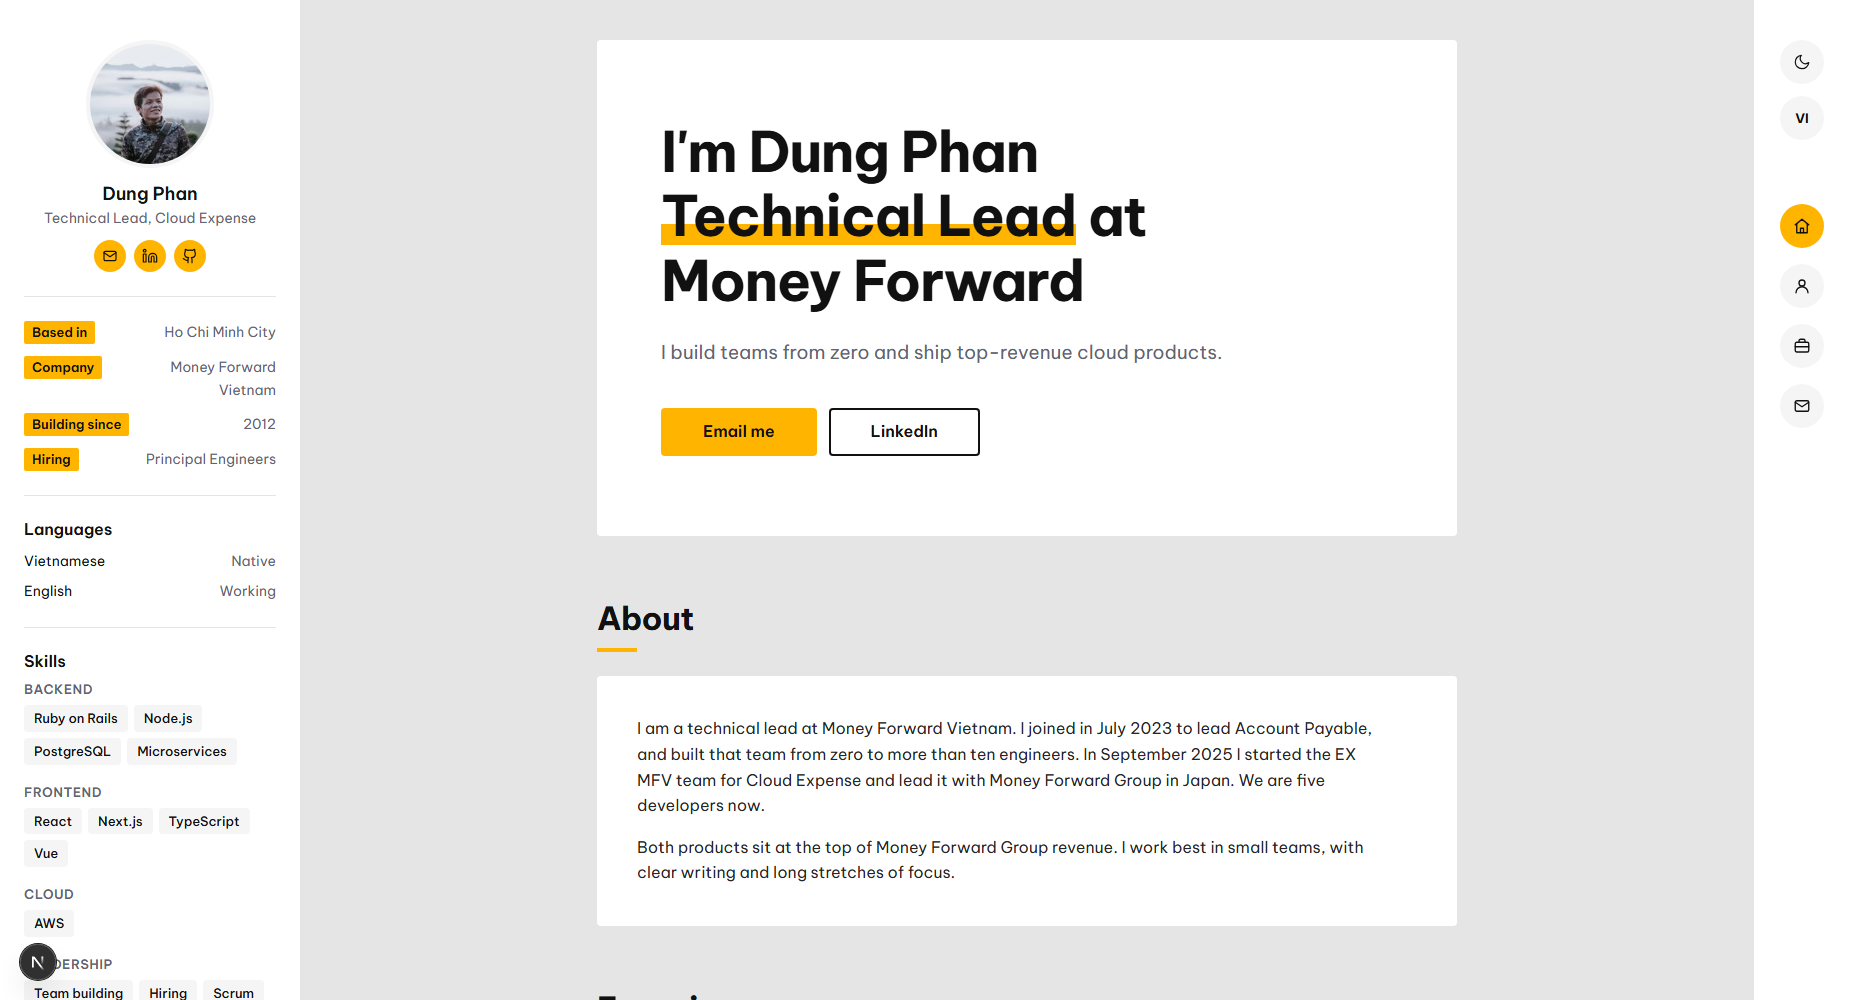 Dung Phan
Technical Lead, Cloud Expense
Based in Ho Chi Minh City
Company Money Forward
Vietnam
Building since 2012
Hiring Principal Engineers
Languages
Vietnamese Native
English Working
Skills
BACKEND
Ruby on Rails Node.js
PostgreSQL Microservices
FRONTEND
React Next.js TypeScript
Vue
CLOUD
AWS
N
DERSHIP
Team building Hiring Scrum
I'm Dung Phan
Technical Lead at
Money Forward
I build teams from zero and ship top-revenue cloud products.
Email me LinkedIn
About
I am a technical lead at Money Forward Vietnam. I joined in July 2023 to lead Account Payable,
and built that team from zero to more than ten engineers. In September 2025 I started the EX
MFV team for Cloud Expense and lead it with Money Forward Group in Japan. We are five
developers now.
Both products sit at the top of Money Forward Group revenue. I work best in small teams, with
clear writing and long stretches of focus.
VI